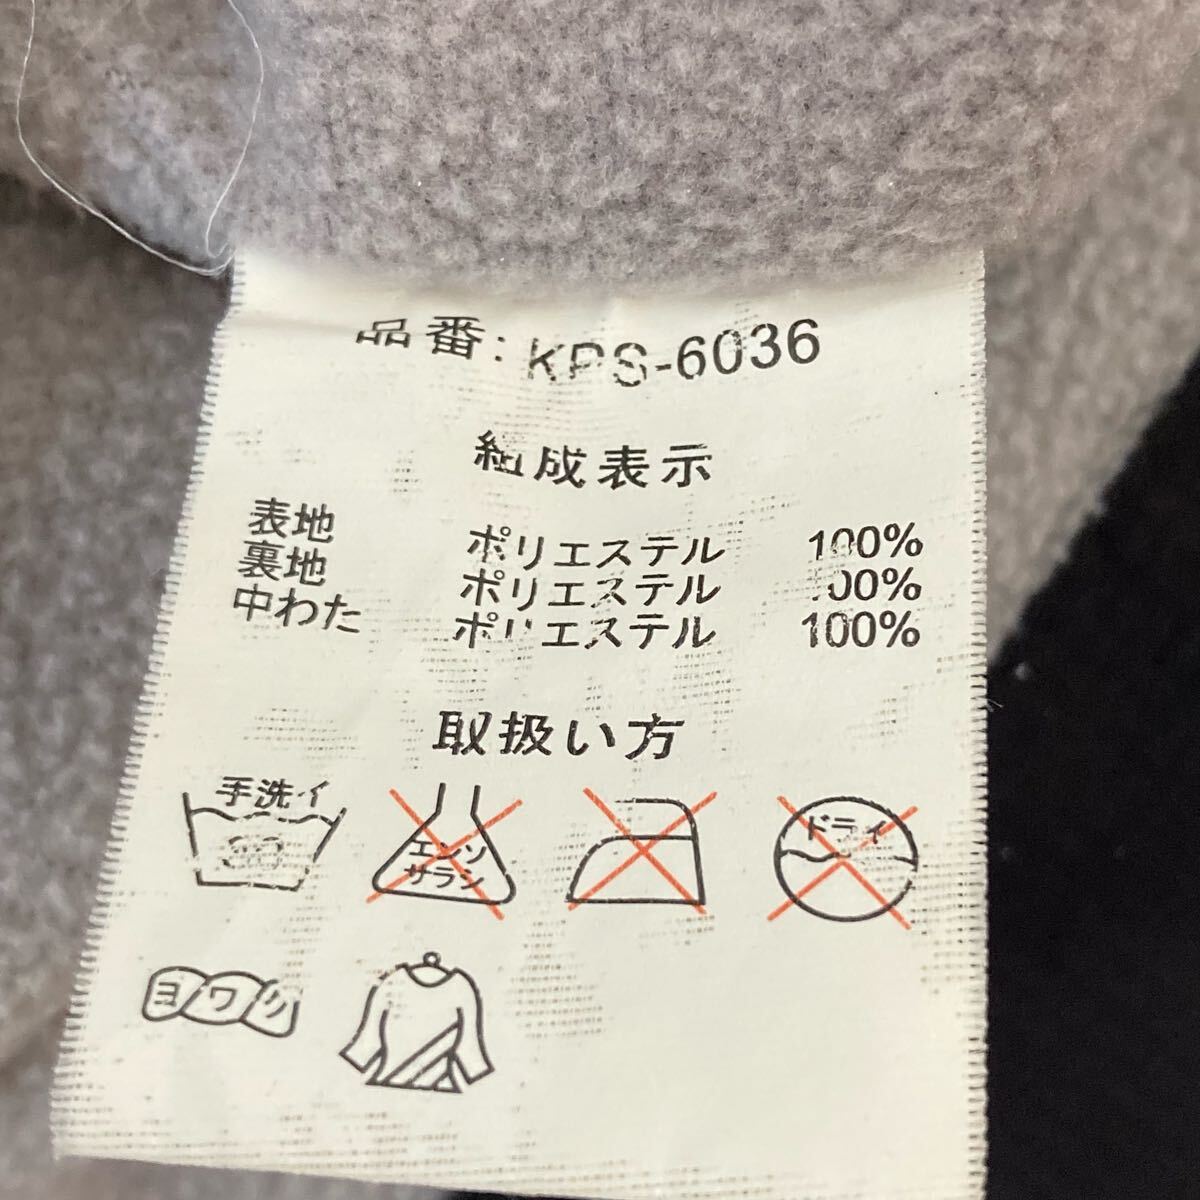 品番: KPS-6036
組成表示
表地 ポリエステル 100%
裏地 ポリエステル 100%
中わた ポリエステル 100%
取扱い方
手洗イ
エンソ
サラシ
ドライ
ヨワク